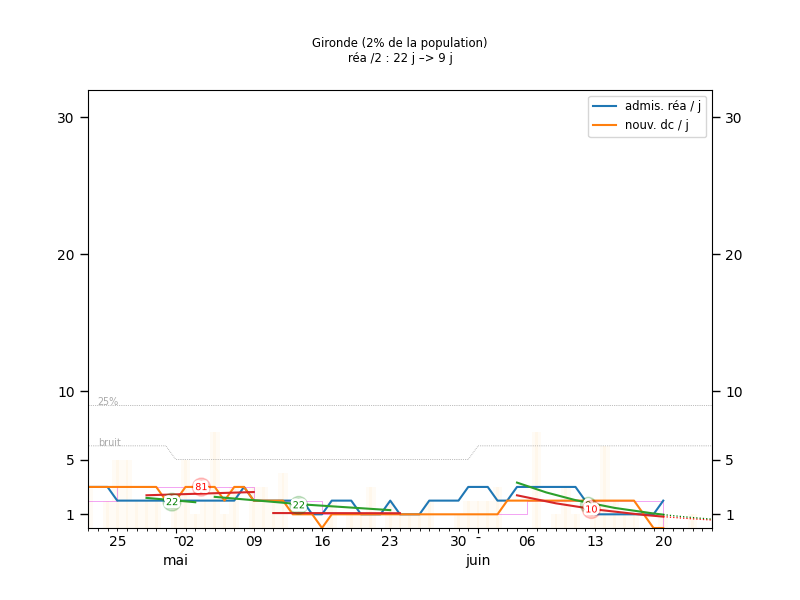 Gironde (2% de la population)
réa /2 : 22 j –> 9 j
admis. réa / j
nouv. dc / j
30 30
20 20
10 10
25%
bruit
5 5
81
22
22
10
1 1
25 02 09 16 23 30 06 13 20
mai juin